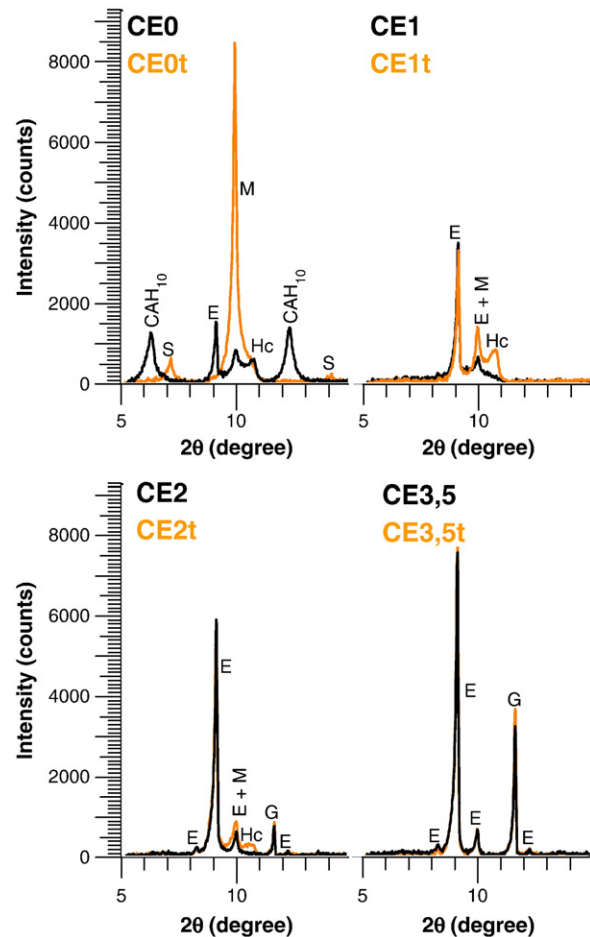 CE0
CE0t
CE1
CE1t
Intensity (counts)
8000
6000
4000
2000
0
CAH10
S
E
M
Hc
CAH10
S
E
E + M
Hc
5
10
5
10
2θ (degree)
2θ (degree)
CE2
CE2t
CE3,5
CE3,5t
Intensity (counts)
8000
6000
4000
2000
0
E
E
E + M
Hc
G
E
E
E
E
G
E
5
10
5
10
2θ (degree)
2θ (degree)